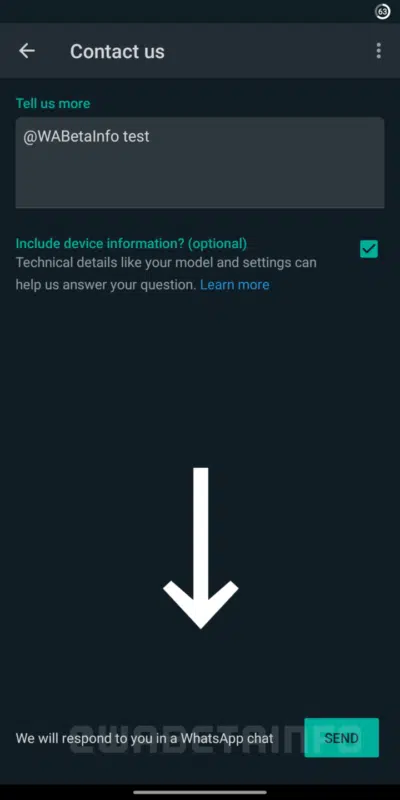 63
Contact us
Tell us more
@WABetaInfo test
Include device information? (optional)
Technical details like your model and settings can
help us answer your question. Learn more
We will respond to you in a WhatsApp chat
SEND
@WABETAINFO